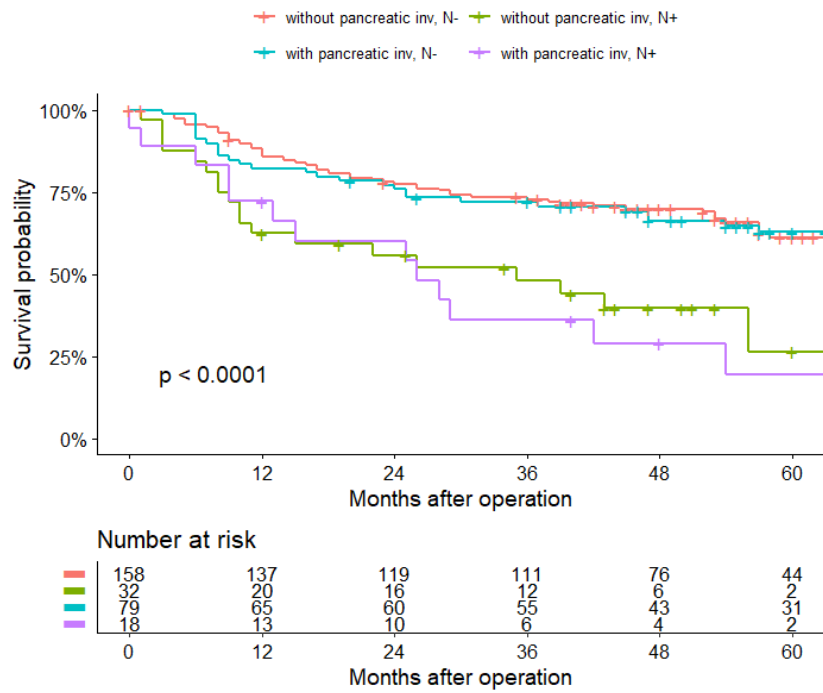 without pancreatic inv, N- without pancreatic inv, N+
with pancreatic inv, N- with pancreatic inv, N+
100%
75%
50%
25%
0%
Survival probability
p < 0.0001
0 12 24 36 48 60
Months after operation
Number at risk
158 137 119 111 76 44
32 20 16 12 6 2
79 65 60 55 43 31
18 13 10 6 4 2
0 12 24 36 48 60
Months after operation